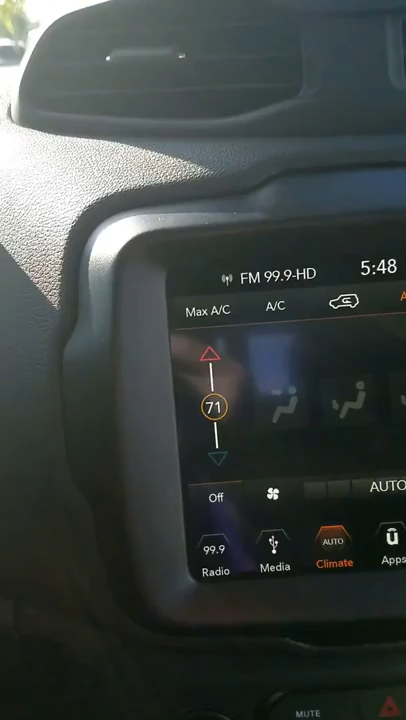 FM 99.9-HD 5:48
Max A/C A/C
71
Off AUTO
99.9 AUTO
Radio Media Climate Apps
MUTE